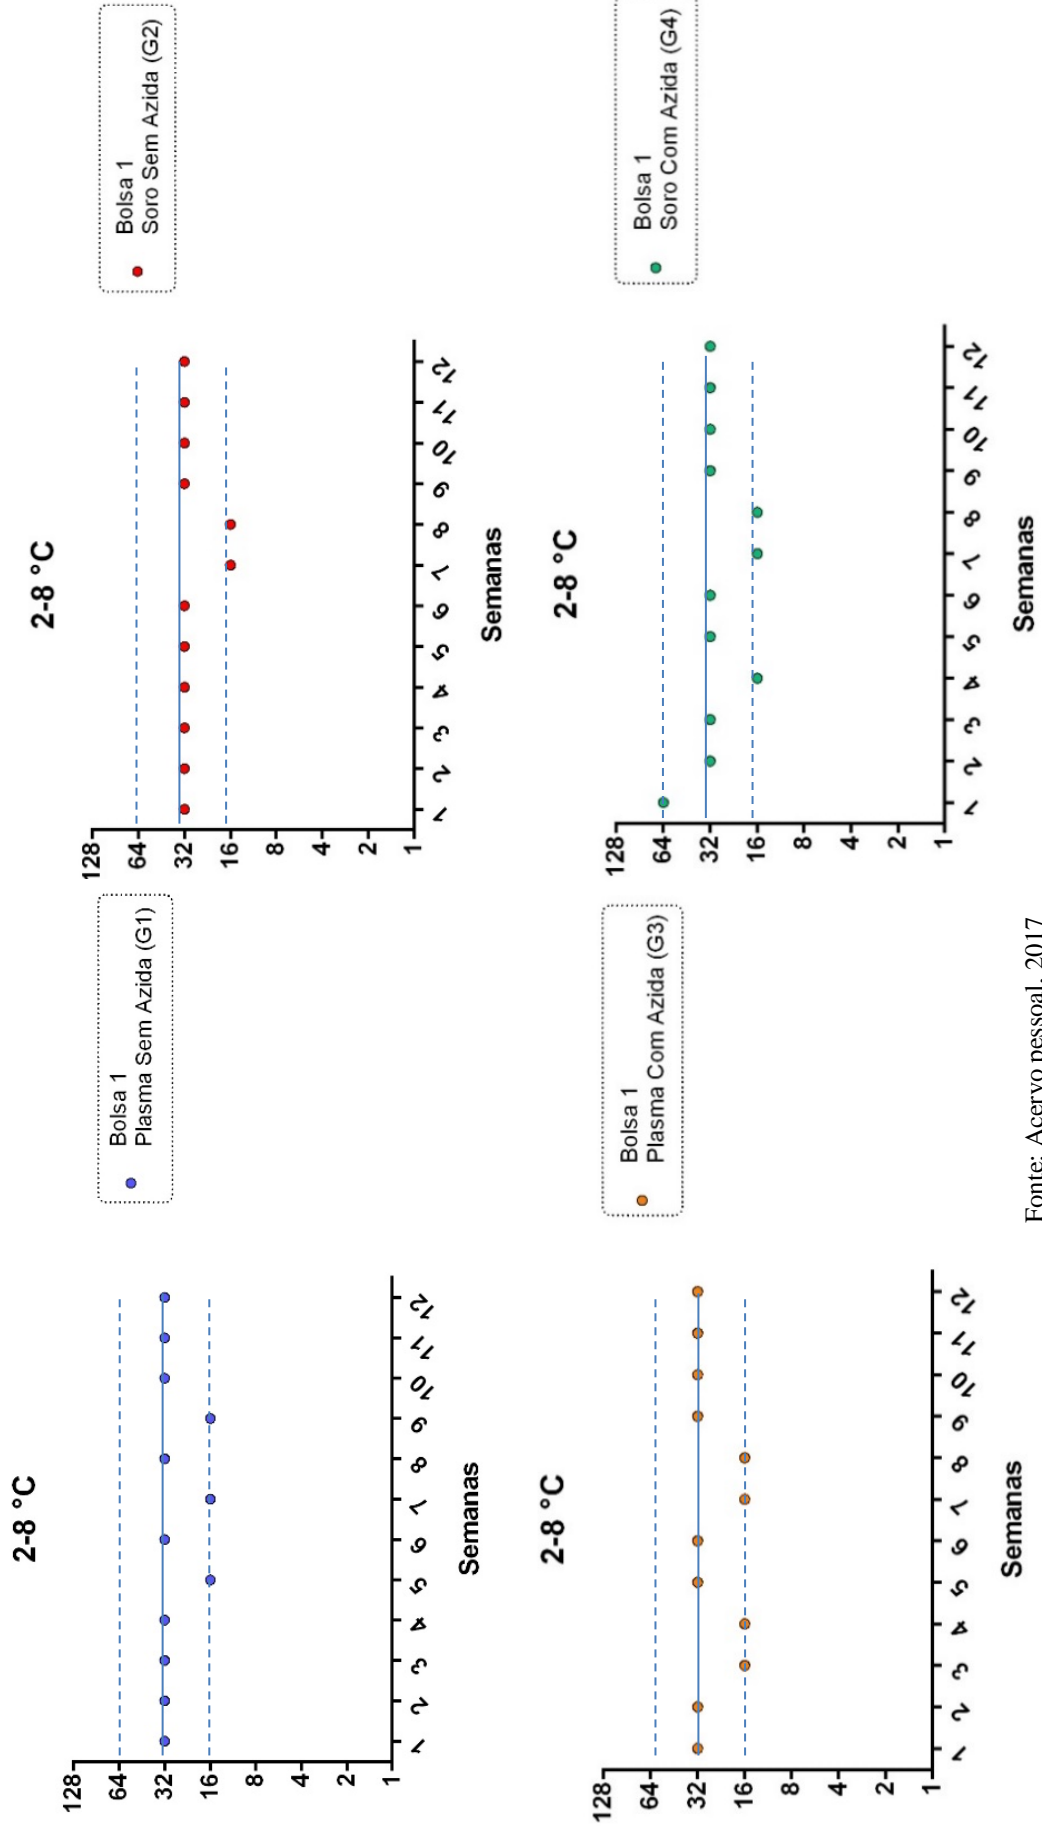 2-8 °C
128
64
32
16
8
4
2
1
1 2 3 4 5 6 7 8 9 10 11 12
Semanas
Bolsa 1
Plasma Sem Azida (G1)
2-8 °C
128
64
32
16
8
4
2
1
1 2 3 4 5 6 7 8 9 10 11 12
Semanas
Bolsa 1
Soro Sem Azida (G2)
2-8 °C
128
64
32
16
8
4
2
1
1 2 3 4 5 6 7 8 9 10 11 12
Semanas
Bolsa 1
Plasma Com Azida (G3)
2-8 °C
128
64
32
16
8
4
2
1
1 2 3 4 5 6 7 8 9 10 11 12
Semanas
Bolsa 1
Soro Com Azida (G4)
Fonte: Acervo pessoal, 2017